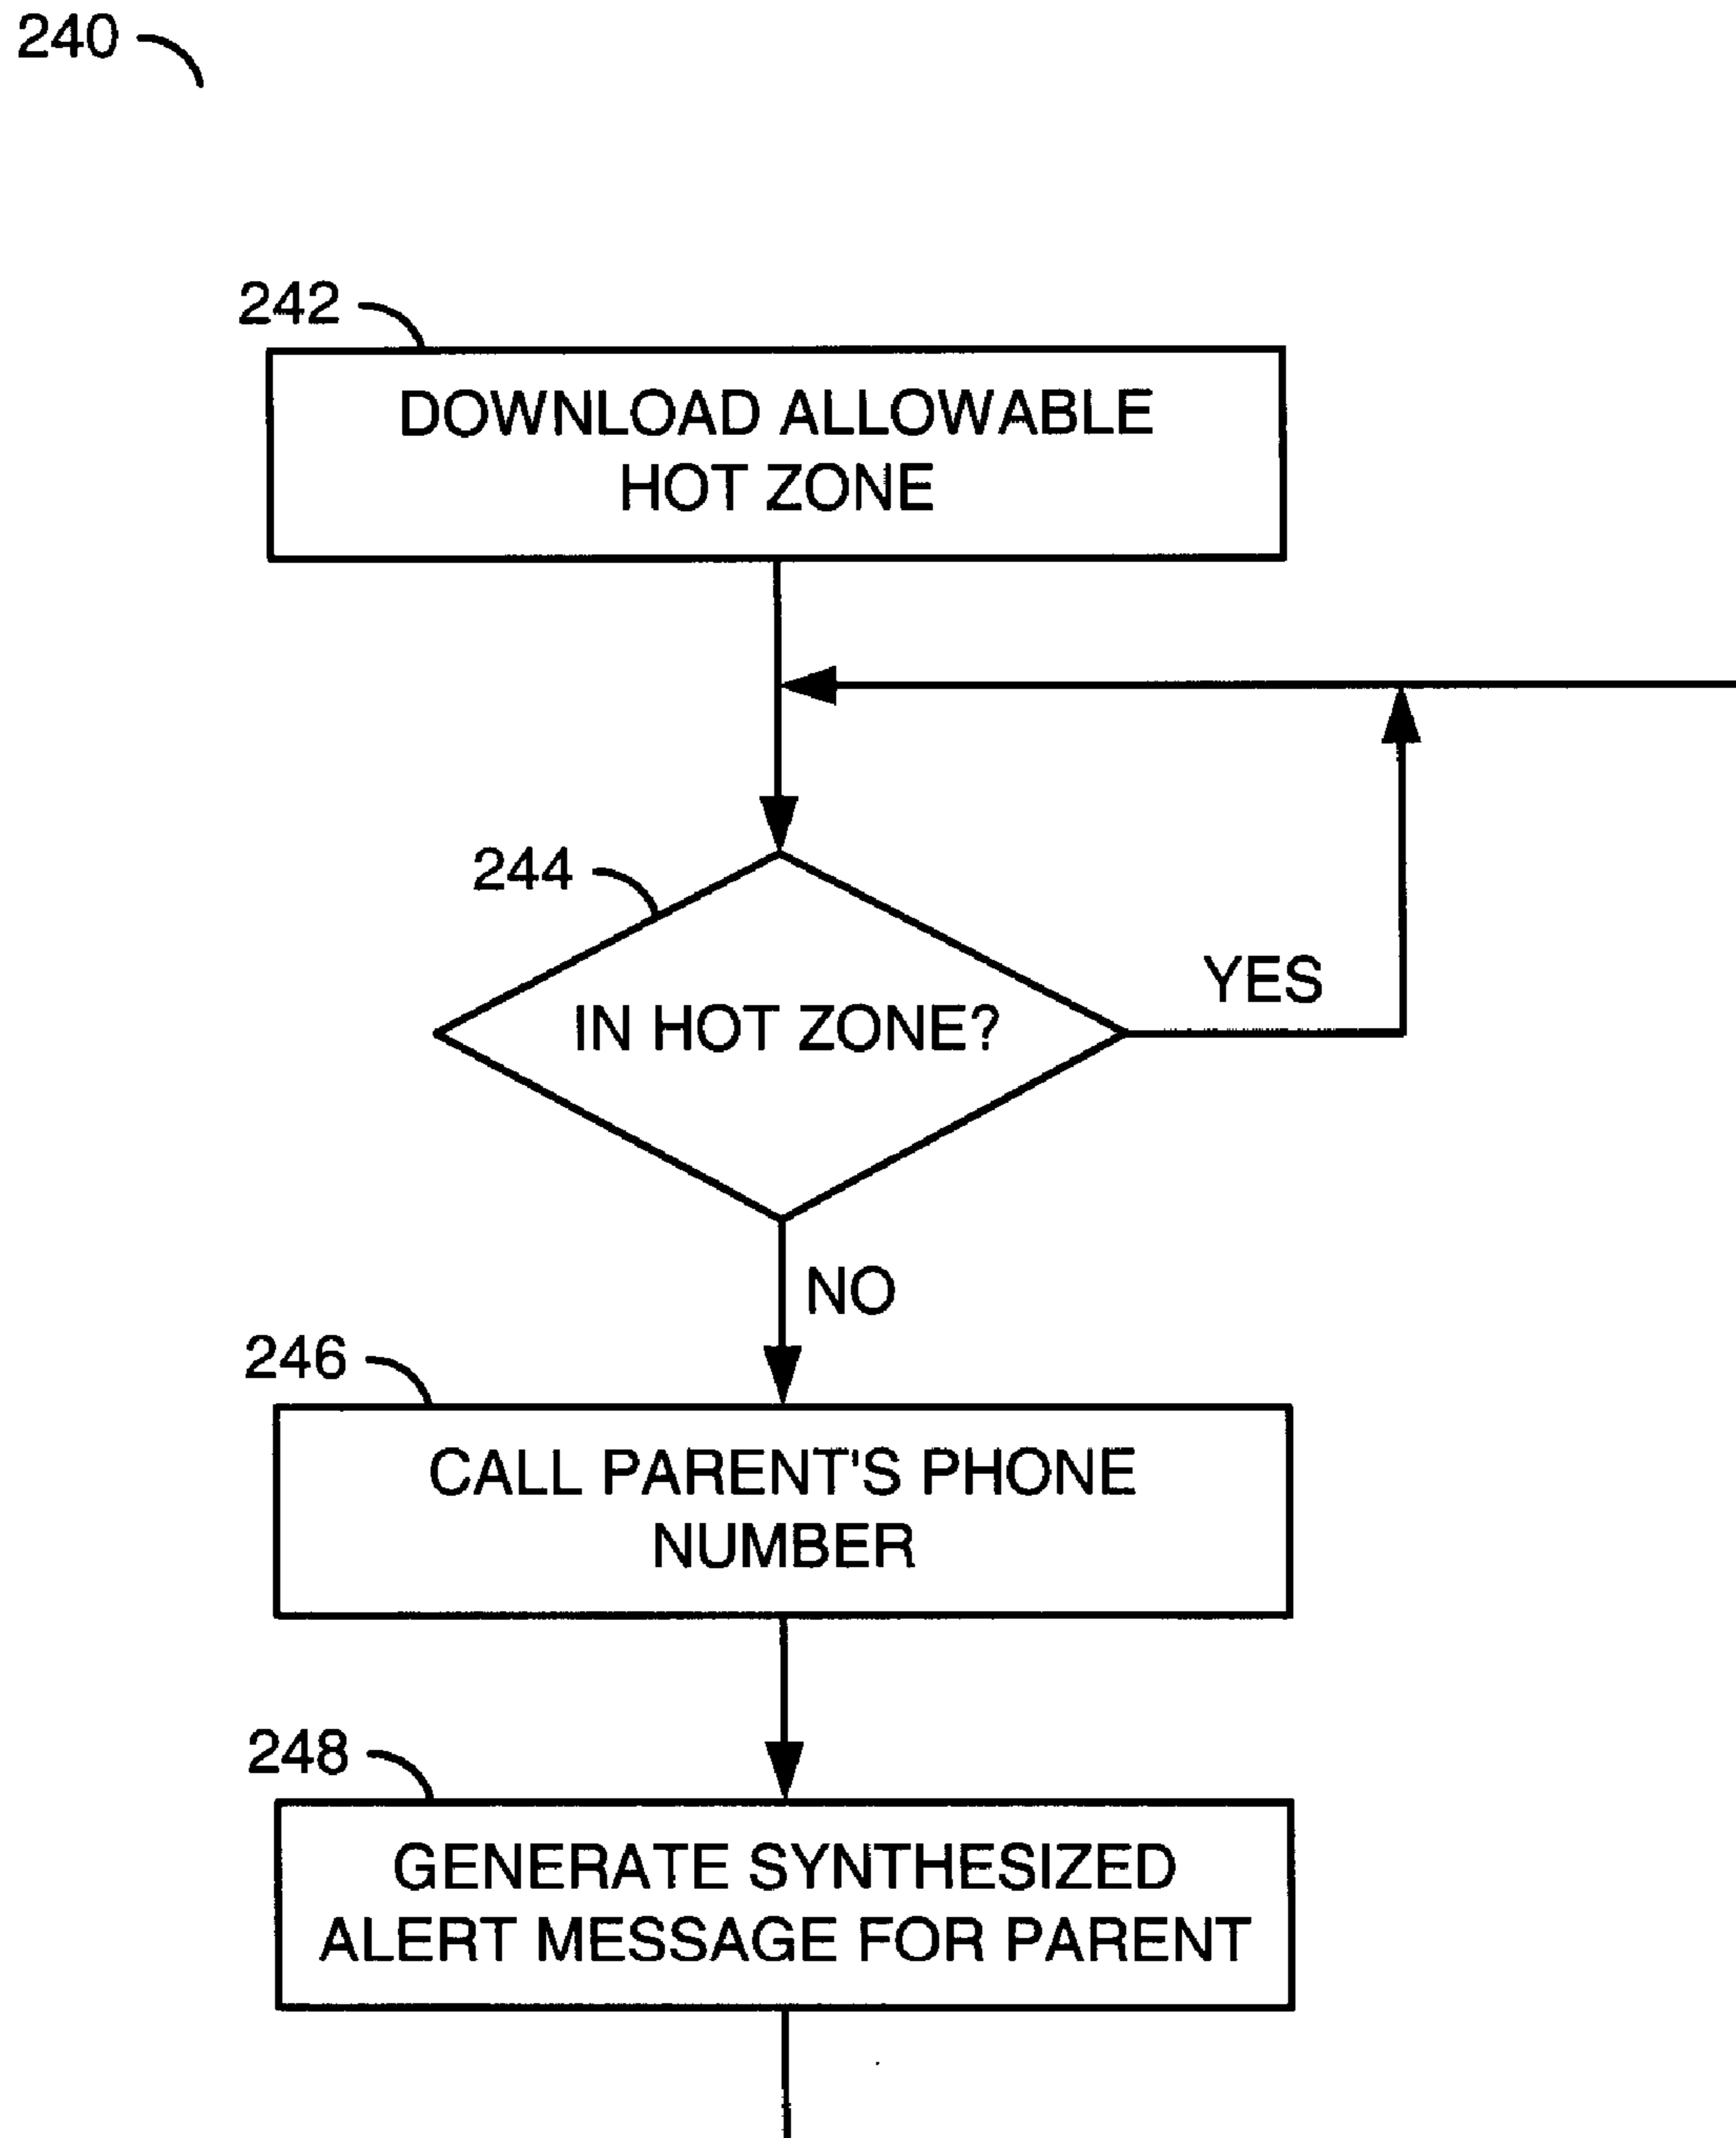 240
242
DOWNLOAD ALLOWABLE
HOT ZONE
244
IN HOT ZONE?
YES
NO
246
CALL PARENT'S PHONE
NUMBER
248
GENERATE SYNTHESIZED
ALERT MESSAGE FOR PARENT